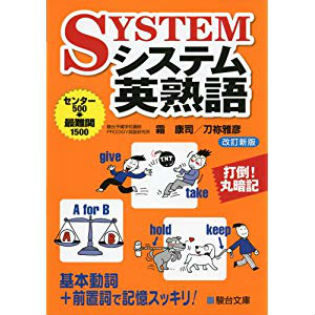 SYSTEM
システム
英熟語
センター
500
+
最難関
1500
霜 康司/刀祢雅彦
改訂新版
打倒!
丸暗記
give
TNT
take
A for B
A
B
hold
keep
基本動詞
+前置詞で記憶スッキリ!
駿台文庫